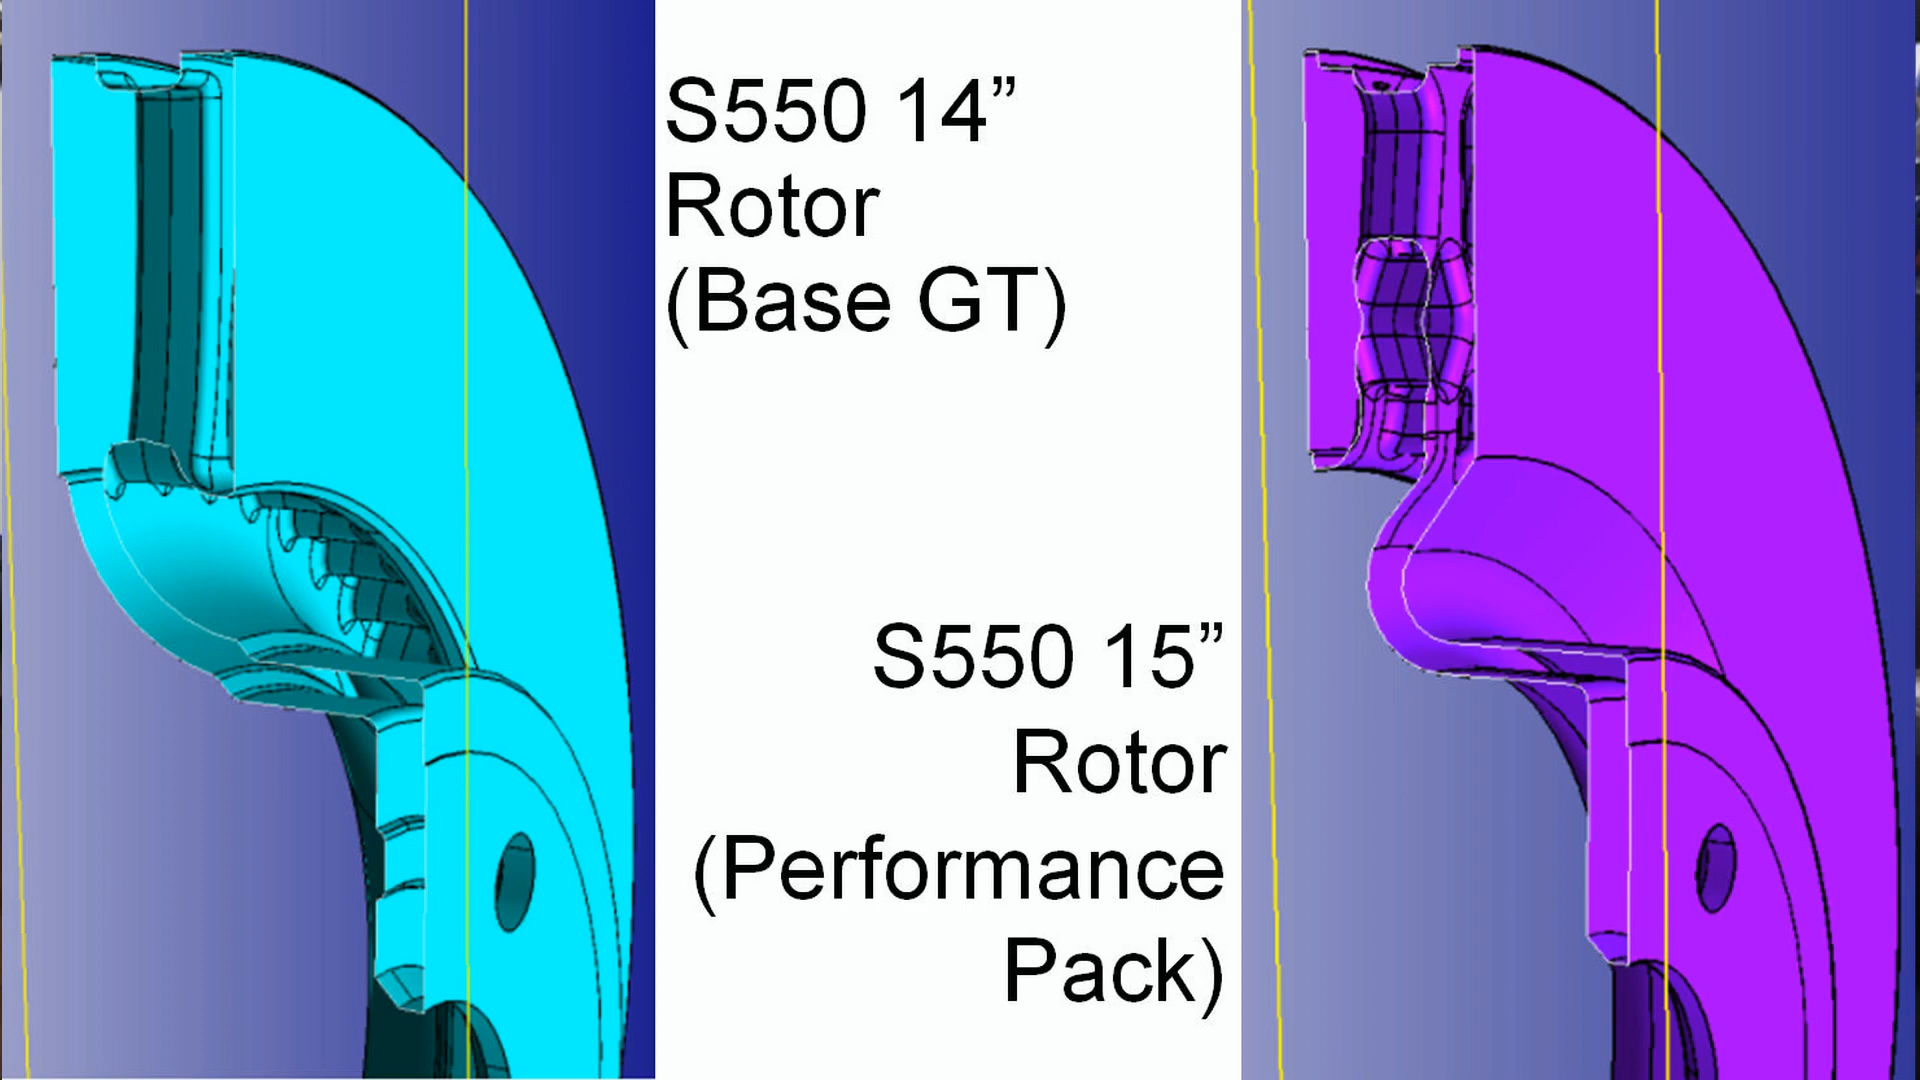 S550 14”
Rotor
(Base GT)
S550 15”
Rotor
(Performance
Pack)